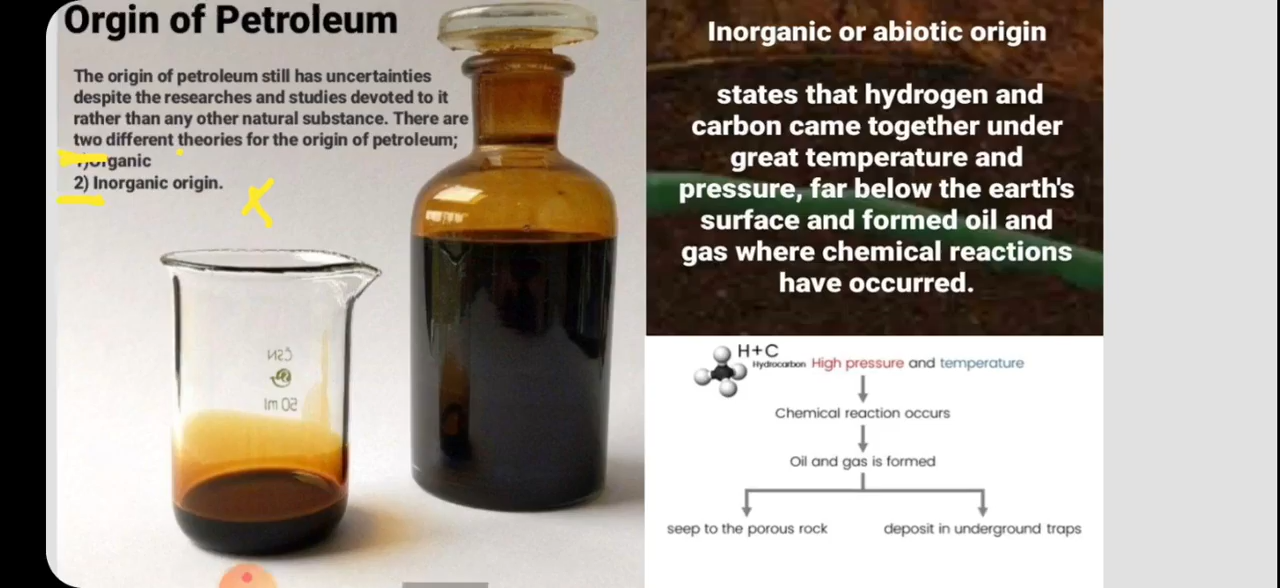 Orgin of Petroleum
The origin of petroleum still has uncertainties
despite the researches and studies devoted to it
rather than any other natural substance. There are
two different theories for the origin of petroleum;
1)Organic
2) Inorganic origin.
ČSN
50 ml
Inorganic or abiotic origin
states that hydrogen and
carbon came together under
great temperature and
pressure, far below the earth's
surface and formed oil and
gas where chemical reactions
have occurred.
H+C
Hydrocarbon High pressure and temperature
Chemical reaction occurs
Oil and gas is formed
seep to the porous rock
deposit in underground traps